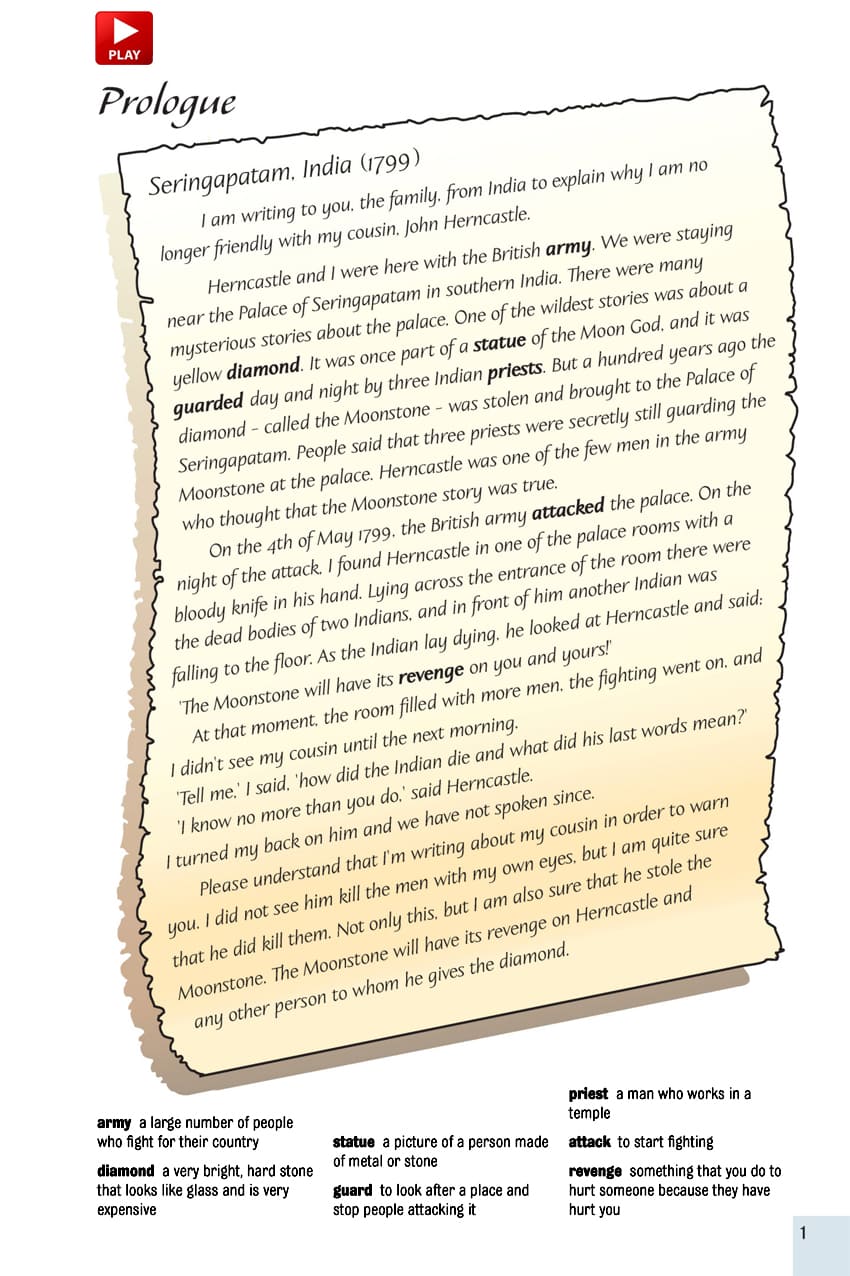 PLAY
Prologue
Seringapatam, India (1799)
I am writing to you, the family, from India to explain why I am no
longer friendly with my cousin, John Herncastle.
Herncastle and I were here with the British army. We were staying
near the Palace of Seringapatam in southern India. There were many
mysterious stories about the palace. One of the wildest stories was about a
yellow diamond. It was once part of a statue of the Moon God, and it was
guarded day and night by three Indian priests. But a hundred years ago the
diamond – called the Moonstone – was stolen and brought to the Palace of
Seringapatam. People said that three priests were secretly still guarding the
Moonstone at the palace. Herncastle was one of the few men in the army
who thought that the Moonstone story was true.
On the 4th of May 1799, the British army attacked the palace. On the
night of the attack, I found Herncastle in one of the palace rooms with a
bloody knife in his hand. Lying across the entrance of the room there were
the dead bodies of two Indians, and in front of him another Indian was
falling to the floor. As the Indian lay dying, he looked at Herncastle and said:
'The Moonstone will have its revenge on you and yours!'
At that moment, the room filled with more men, the fighting went on, and
I didn't see my cousin until the next morning.
'Tell me,' I said, 'how did the Indian die and what did his last words mean?'
'I know no more than you do,' said Herncastle.
I turned my back on him and we have not spoken since.
Please understand that I'm writing about my cousin in order to warn
you. I did not see him kill the men with my own eyes, but I am quite sure
that he did kill them. Not only this, but I am also sure that he stole the
Moonstone. The Moonstone will have its revenge on Herncastle and
any other person to whom he gives the diamond.
army a large number of people
who fight for their country
diamond a very bright, hard stone
that looks like glass and is very
expensive
statue a picture of a person made
of metal or stone
guard to look after a place and
stop people attacking it
priest a man who works in a
temple
attack to start fighting
revenge something that you do to
hurt someone because they have
hurt you
1